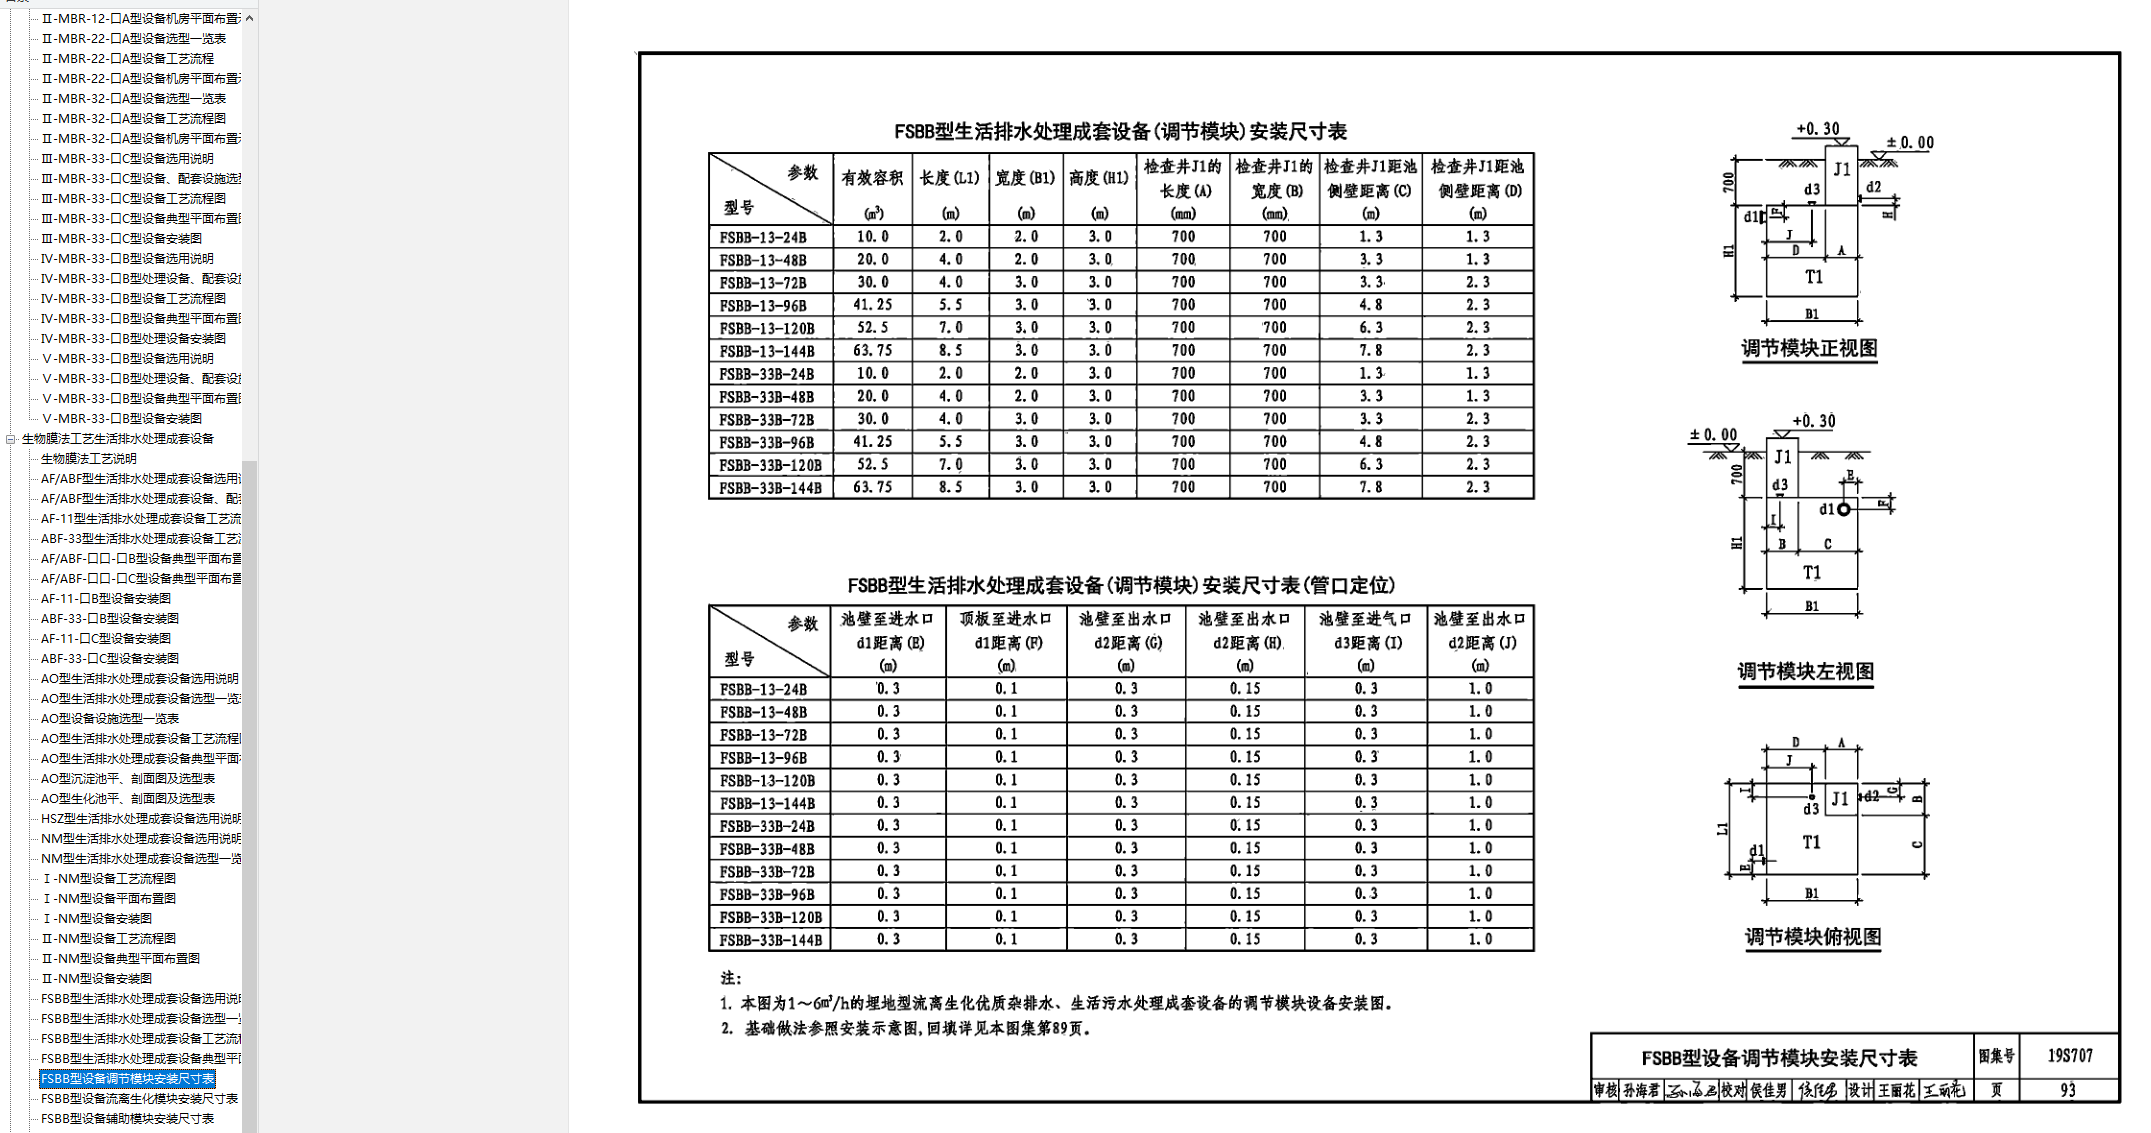 Ⅱ-MBR-12-口A型设备机房平面布置
Ⅱ-MBR-22-口A型设备选型一览表
Ⅱ-MBR-22-口A型设备工艺流程
Ⅱ-MBR-22-口A型设备机房平面布置
Ⅱ-MBR-32-口A型设备选型一览表
Ⅱ-MBR-32-口A型设备工艺流程图
Ⅱ-MBR-32-口A型设备机房平面布置
Ⅲ-MBR-33-口C型设备选用说明
Ⅲ-MBR-33-口C型设备、配套设施选
Ⅲ-MBR-33-口C型设备工艺流程图
Ⅲ-MBR-33-口C型设备典型平面布置
Ⅲ-MBR-33-口C型设备安装图
Ⅳ-MBR-33-口B型设备选用说明
Ⅳ-MBR-33-口B型处理设备、配套设
Ⅳ-MBR-33-口B型设备工艺流程图
Ⅳ-MBR-33-口B型设备典型平面布置
Ⅳ-MBR-33-口B型处理设备安装图
Ⅴ-MBR-33-口B型设备选用说明
Ⅴ-MBR-33-口B型处理设备、配套设
Ⅴ-MBR-33-口B型设备典型平面布置
Ⅴ-MBR-33-口B型设备安装图
生物膜法工艺生活排水处理成套设备
生物膜法工艺说明
AF/ABF型生活排水处理成套设备选用
AF/ABF型生活排水处理成套设备、配
AF-11型生活排水处理成套设备工艺流
ABF-33型生活排水处理成套设备工艺
AF/ABF-口口-口B型设备典型平面布置
AF/ABF-口口-口C型设备典型平面布置
AF-11-口B型设备安装图
ABF-33-口B型设备安装图
AF-11-口C型设备安装图
ABF-33-口C型设备安装图
AO型生活排水处理成套设备选用说明
AO型生活排水处理成套设备选型一览
AO型设备设施选型一览表
AO型生活排水处理成套设备工艺流程
AO型生活排水处理成套设备典型平面
AO型沉淀池平、剖面图及选型表
AO型生化池平、剖面图及选型表
HSZ型生活排水处理成套设备选用说明
NM型生活排水处理成套设备选用说明
NM型生活排水处理成套设备选型一览
Ⅰ-NM型设备工艺流程图
Ⅰ-NM型设备平面布置图
Ⅰ-NM型设备安装图
Ⅱ-NM型设备工艺流程图
Ⅱ-NM型设备典型平面布置图
Ⅱ-NM型设备安装图
FSBB型生活排水处理成套设备选用说
FSBB型生活排水处理成套设备选型一
FSBB型生活排水处理成套设备工艺流
FSBB型生活排水处理成套设备典型平
FSBB型设备调节模块安装尺寸表
FSBB型设备流离生化模块安装尺寸表
FSBB型设备辅助模块安装尺寸表
FSBB型生活排水处理成套设备(调节模块)安装尺寸表
参数 型号 有效容积 (m³) 长度(L1) (m) 宽度(B1) (m) 高度(H1) (m) 检查井J1的长度(A) (mm) 检查井J1的宽度(B) (mm) 检查井J1距池侧壁距离(C) (m) 检查井J1距池侧壁距离(D) (m)
FSBB-13-24B 10.0 2.0 2.0 3.0 700 700 1.3 1.3
FSBB-13-48B 20.0 4.0 2.0 3.0 700 700 3.3 1.3
FSBB-13-72B 30.0 4.0 3.0 3.0 700 700 3.3 2.3
FSBB-13-96B 41.25 5.5 3.0 3.0 700 700 4.8 2.3
FSBB-13-120B 52.5 7.0 3.0 3.0 700 700 6.3 2.3
FSBB-13-144B 63.75 8.5 3.0 3.0 700 700 7.8 2.3
FSBB-33B-24B 10.0 2.0 2.0 3.0 700 700 1.3 1.3
FSBB-33B-48B 20.0 4.0 2.0 3.0 700 700 3.3 1.3
FSBB-33B-72B 30.0 4.0 3.0 3.0 700 700 3.3 2.3
FSBB-33B-96B 41.25 5.5 3.0 3.0 700 700 4.8 2.3
FSBB-33B-120B 52.5 7.0 3.0 3.0 700 700 6.3 2.3
FSBB-33B-144B 63.75 8.5 3.0 3.0 700 700 7.8 2.3
FSBB型生活排水处理成套设备(调节模块)安装尺寸表(管口定位)
参数 型号 池壁至进水口d1距离(E) (m) 顶板至进水口d1距离(F) (m) 池壁至出水口d2距离(G) (m) 池壁至出水口d2距离(H) (m) 池壁至进气口d3距离(I) (m) 池壁至出水口d2距离(J) (m)
FSBB-13-24B 0.3 0.1 0.3 0.15 0.3 1.0
FSBB-13-48B 0.3 0.1 0.3 0.15 0.3 1.0
FSBB-13-72B 0.3 0.1 0.3 0.15 0.3 1.0
FSBB-13-96B 0.3 0.1 0.3 0.15 0.3 1.0
FSBB-13-120B 0.3 0.1 0.3 0.15 0.3 1.0
FSBB-13-144B 0.3 0.1 0.3 0.15 0.3 1.0
FSBB-33B-24B 0.3 0.1 0.3 0.15 0.3 1.0
FSBB-33B-48B 0.3 0.1 0.3 0.15 0.3 1.0
FSBB-33B-72B 0.3 0.1 0.3 0.15 0.3 1.0
FSBB-33B-96B 0.3 0.1 0.3 0.15 0.3 1.0
FSBB-33B-120B 0.3 0.1 0.3 0.15 0.3 1.0
FSBB-33B-144B 0.3 0.1 0.3 0.15 0.3 1.0
注:
1. 本图为1～6m³/h的埋地型流离生化优质杂排水、生活污水处理成套设备的调节模块设备安装图。
2. 基础做法参照安装示意图,回填详见本图集第89页。
+0.30
±0.00
J1
700
d3
d2
d1
F
H
J
D A
H1
T1
B1
调节模块正视图
+0.30
±0.00
J1
700
d3
E
d1
F
I
B C
H1
T1
B1
调节模块左视图
D A
J
I
J1
d2
G
B
d3
L1
T1
C
d1
E
B1
调节模块俯视图
FSBB型设备调节模块安装尺寸表 图集号 19S707
审核 孙海君 校对 侯佳男 设计 王丽花 王丽花 页 93